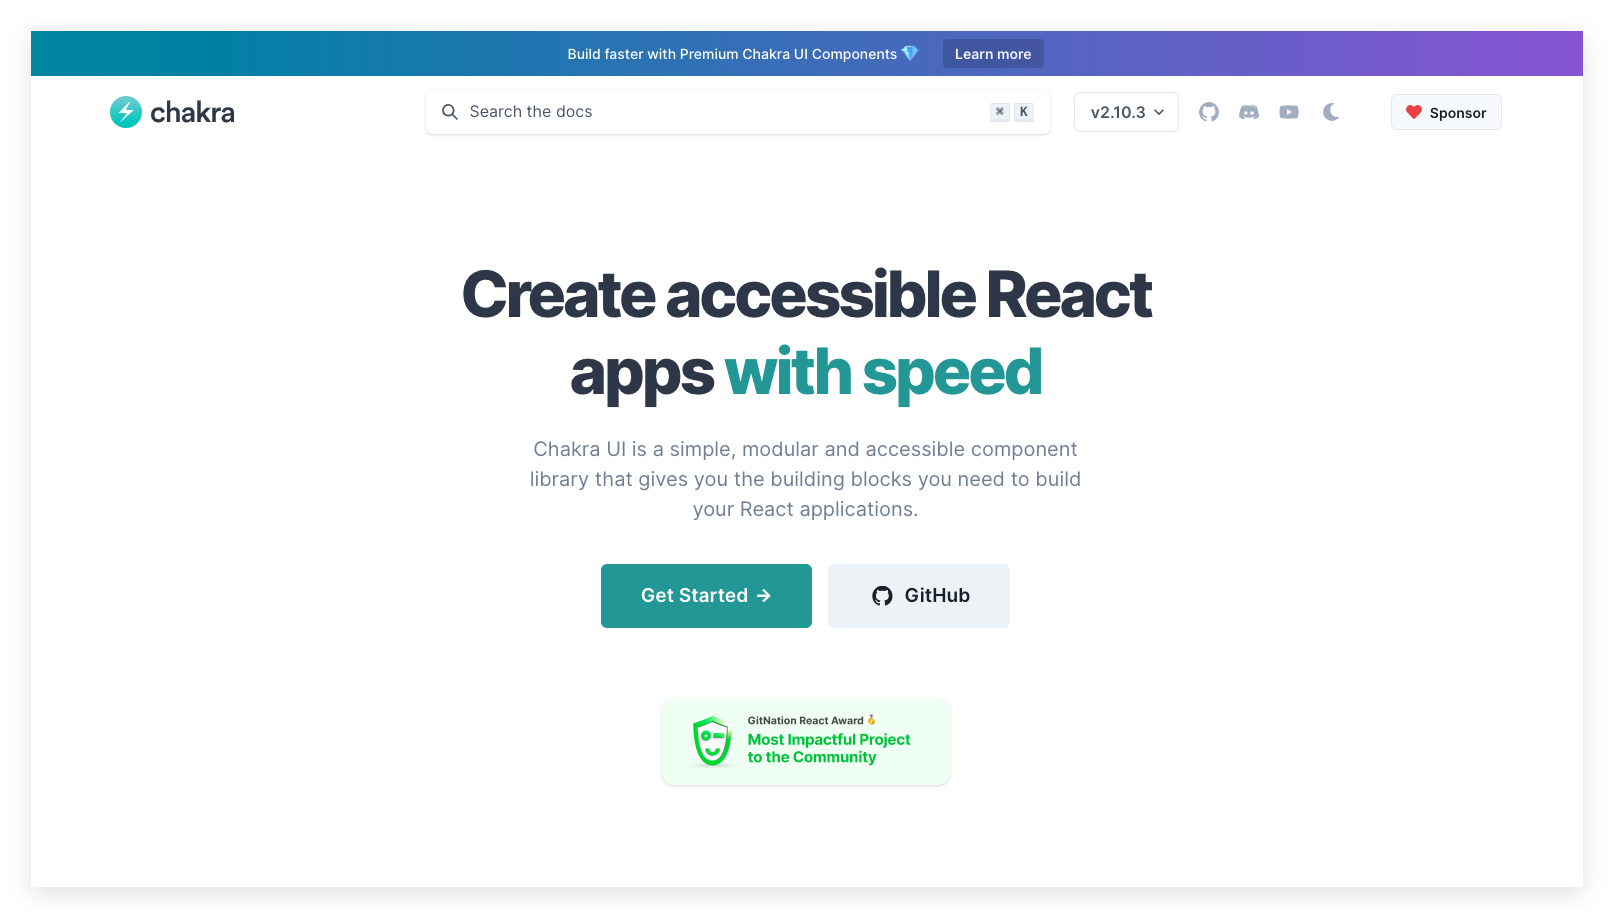 Build faster with Premium Chakra UI Components 💎 Learn more
chakra
Search the docs ⌘ K
v2.10.3
Sponsor
Create accessible React
apps with speed
Chakra UI is a simple, modular and accessible component
library that gives you the building blocks you need to build
your React applications.
Get Started →
GitHub
GitNation React Award 🏅
Most Impactful Project
to the Community